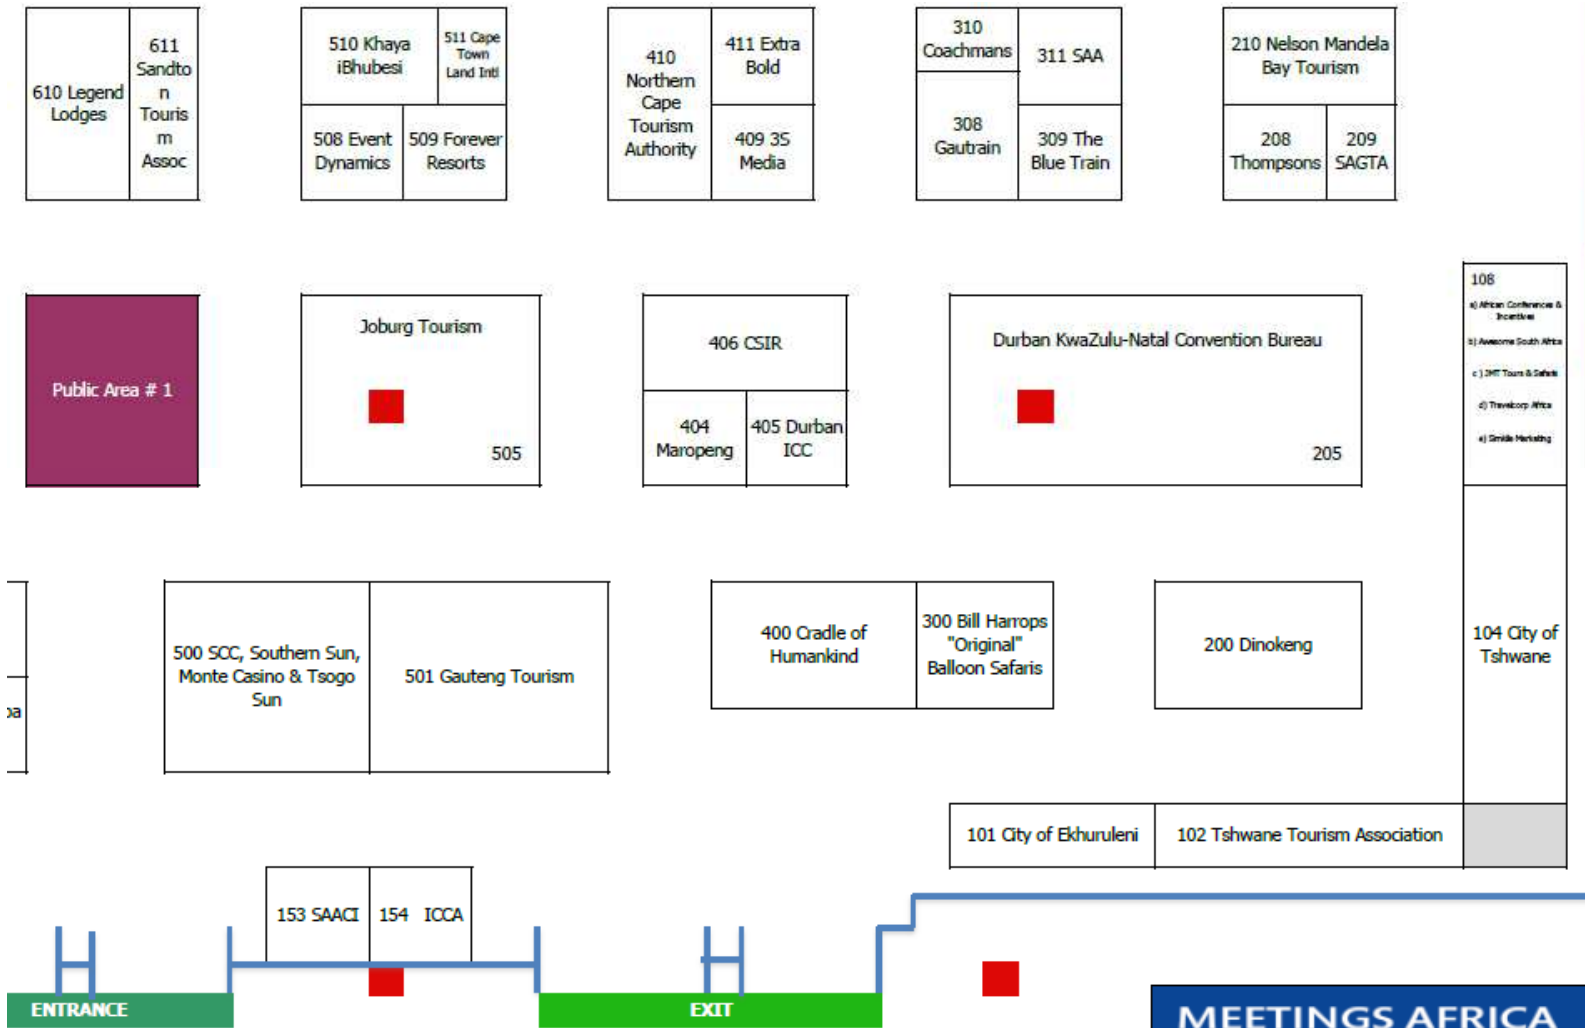 610 Legend
Lodges
611
Sandto
n
Touris
m
Assoc
510 Khaya
iBhubesi
511 Cape
Town
Land Intl
508 Event
Dynamics
509 Forever
Resorts
410
Northern
Cape
Tourism
Authority
411 Extra
Bold
409 3S
Media
310
Coachmans
311 SAA
308
Gautrain
309 The
Blue Train
210 Nelson Mandela
Bay Tourism
208
Thompsons
209
SAGTA
Public Area # 1
Joburg Tourism
505
406 CSIR
404
Maropeng
405 Durban
ICC
Durban KwaZulu-Natal Convention Bureau
205
108
a) African Conferences &
Incentives
b) Awesome South Africa
c ) JMT Tours & Safaris
d) Travelcorp Africa
e) Marketing
500 SCC, Southern Sun,
Monte Casino & Tsogo
Sun
501 Gauteng Tourism
400 Cradle of
Humankind
300 Bill Harrops
"Original"
Balloon Safaris
200 Dinokeng
104 City of
Tshwane
101 City of Ekhuruleni
102 Tshwane Tourism Association
153 SAACI
154 ICCA
ENTRANCE
EXIT
MEETINGS AFRICA